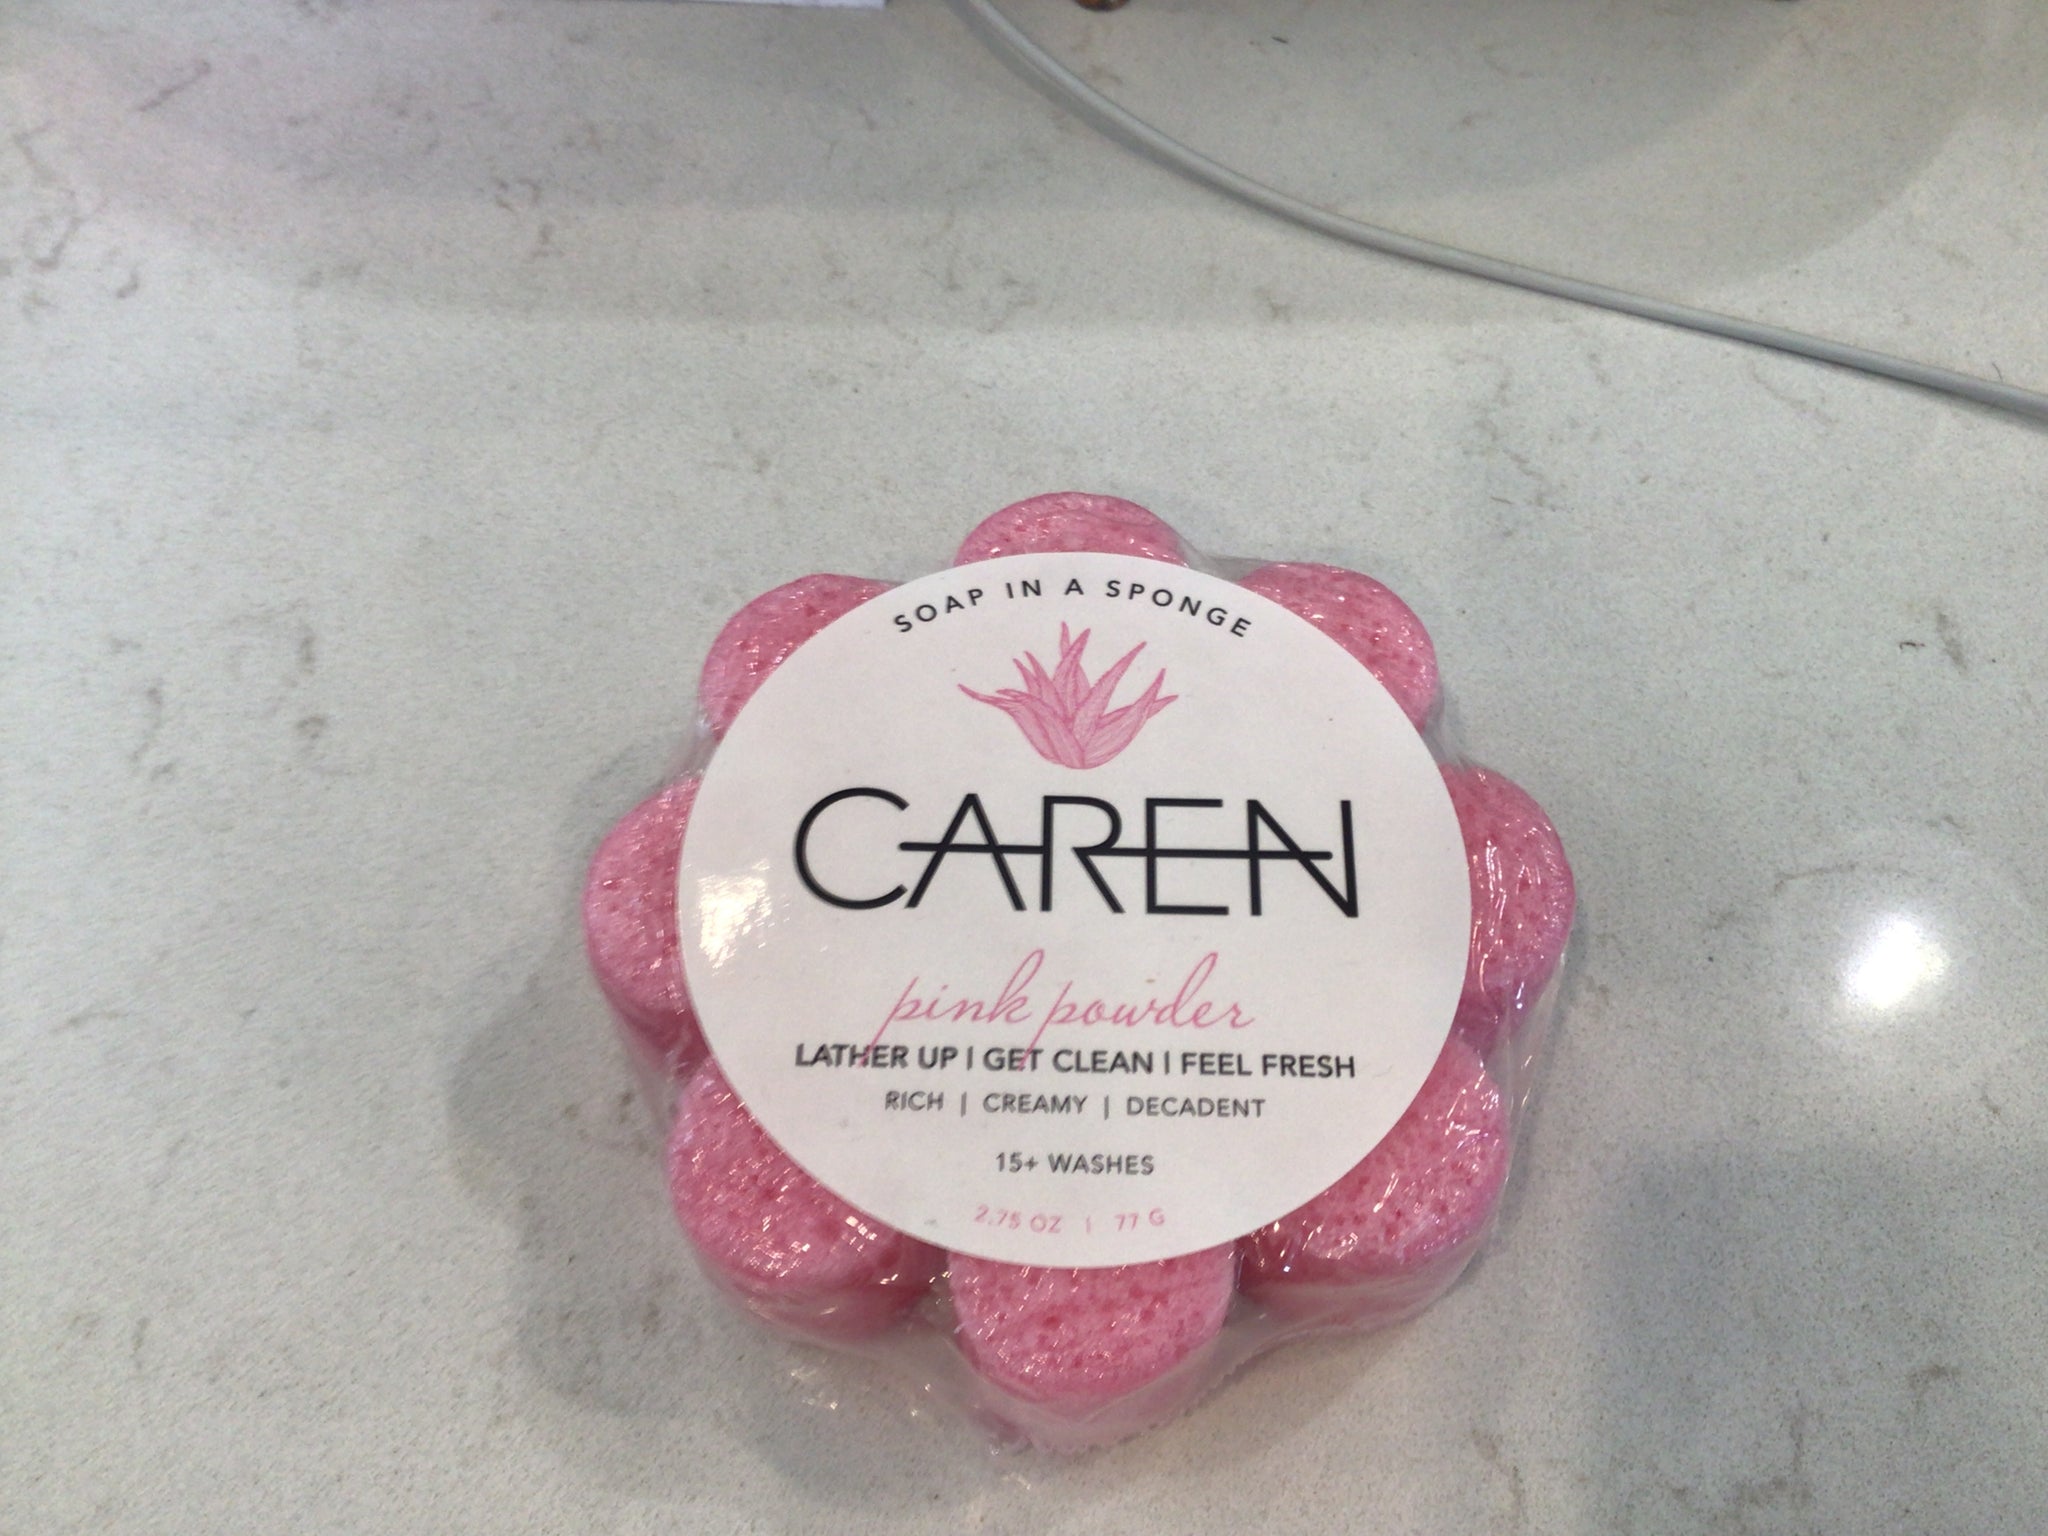 SOAP IN A SPONGE
CAREN
pink powder
LATHER UP | GET CLEAN | FEEL FRESH
RICH | CREAMY | DECADENT
15+ WASHES
2.75 OZ | 77 G